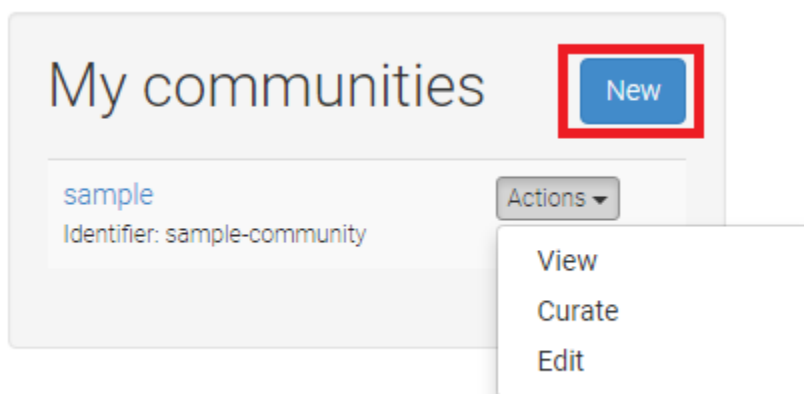 My communities
New
sample
Actions
Identifier: sample-community
View
Curate
Edit